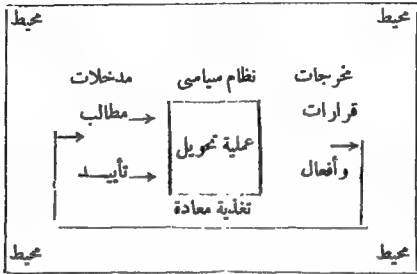 محيط
محيط
مخرجات
نظام سياسى
مدخلات
قرارات
مطالب
عملية تحويل
وأفعال
تأييد
تغذية معادة
محيط
محيط